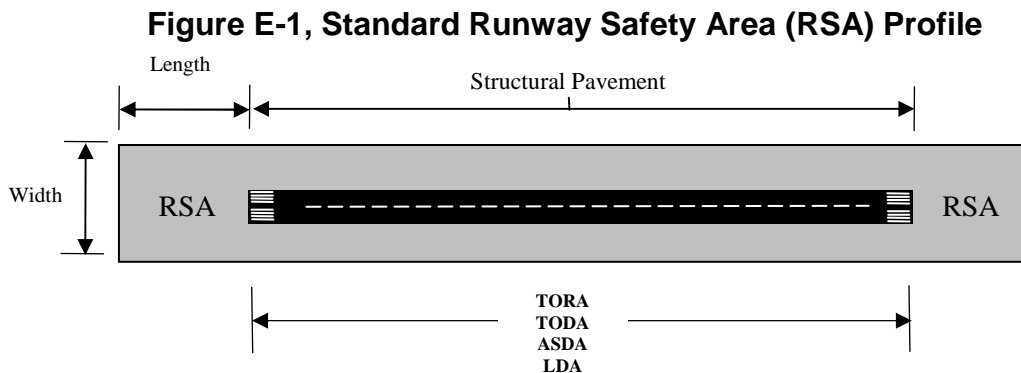 Figure E-1, Standard Runway Safety Area (RSA) Profile
Length
Structural Pavement
Width
RSA
RSA
TORA
TODA
ASDA
LDA